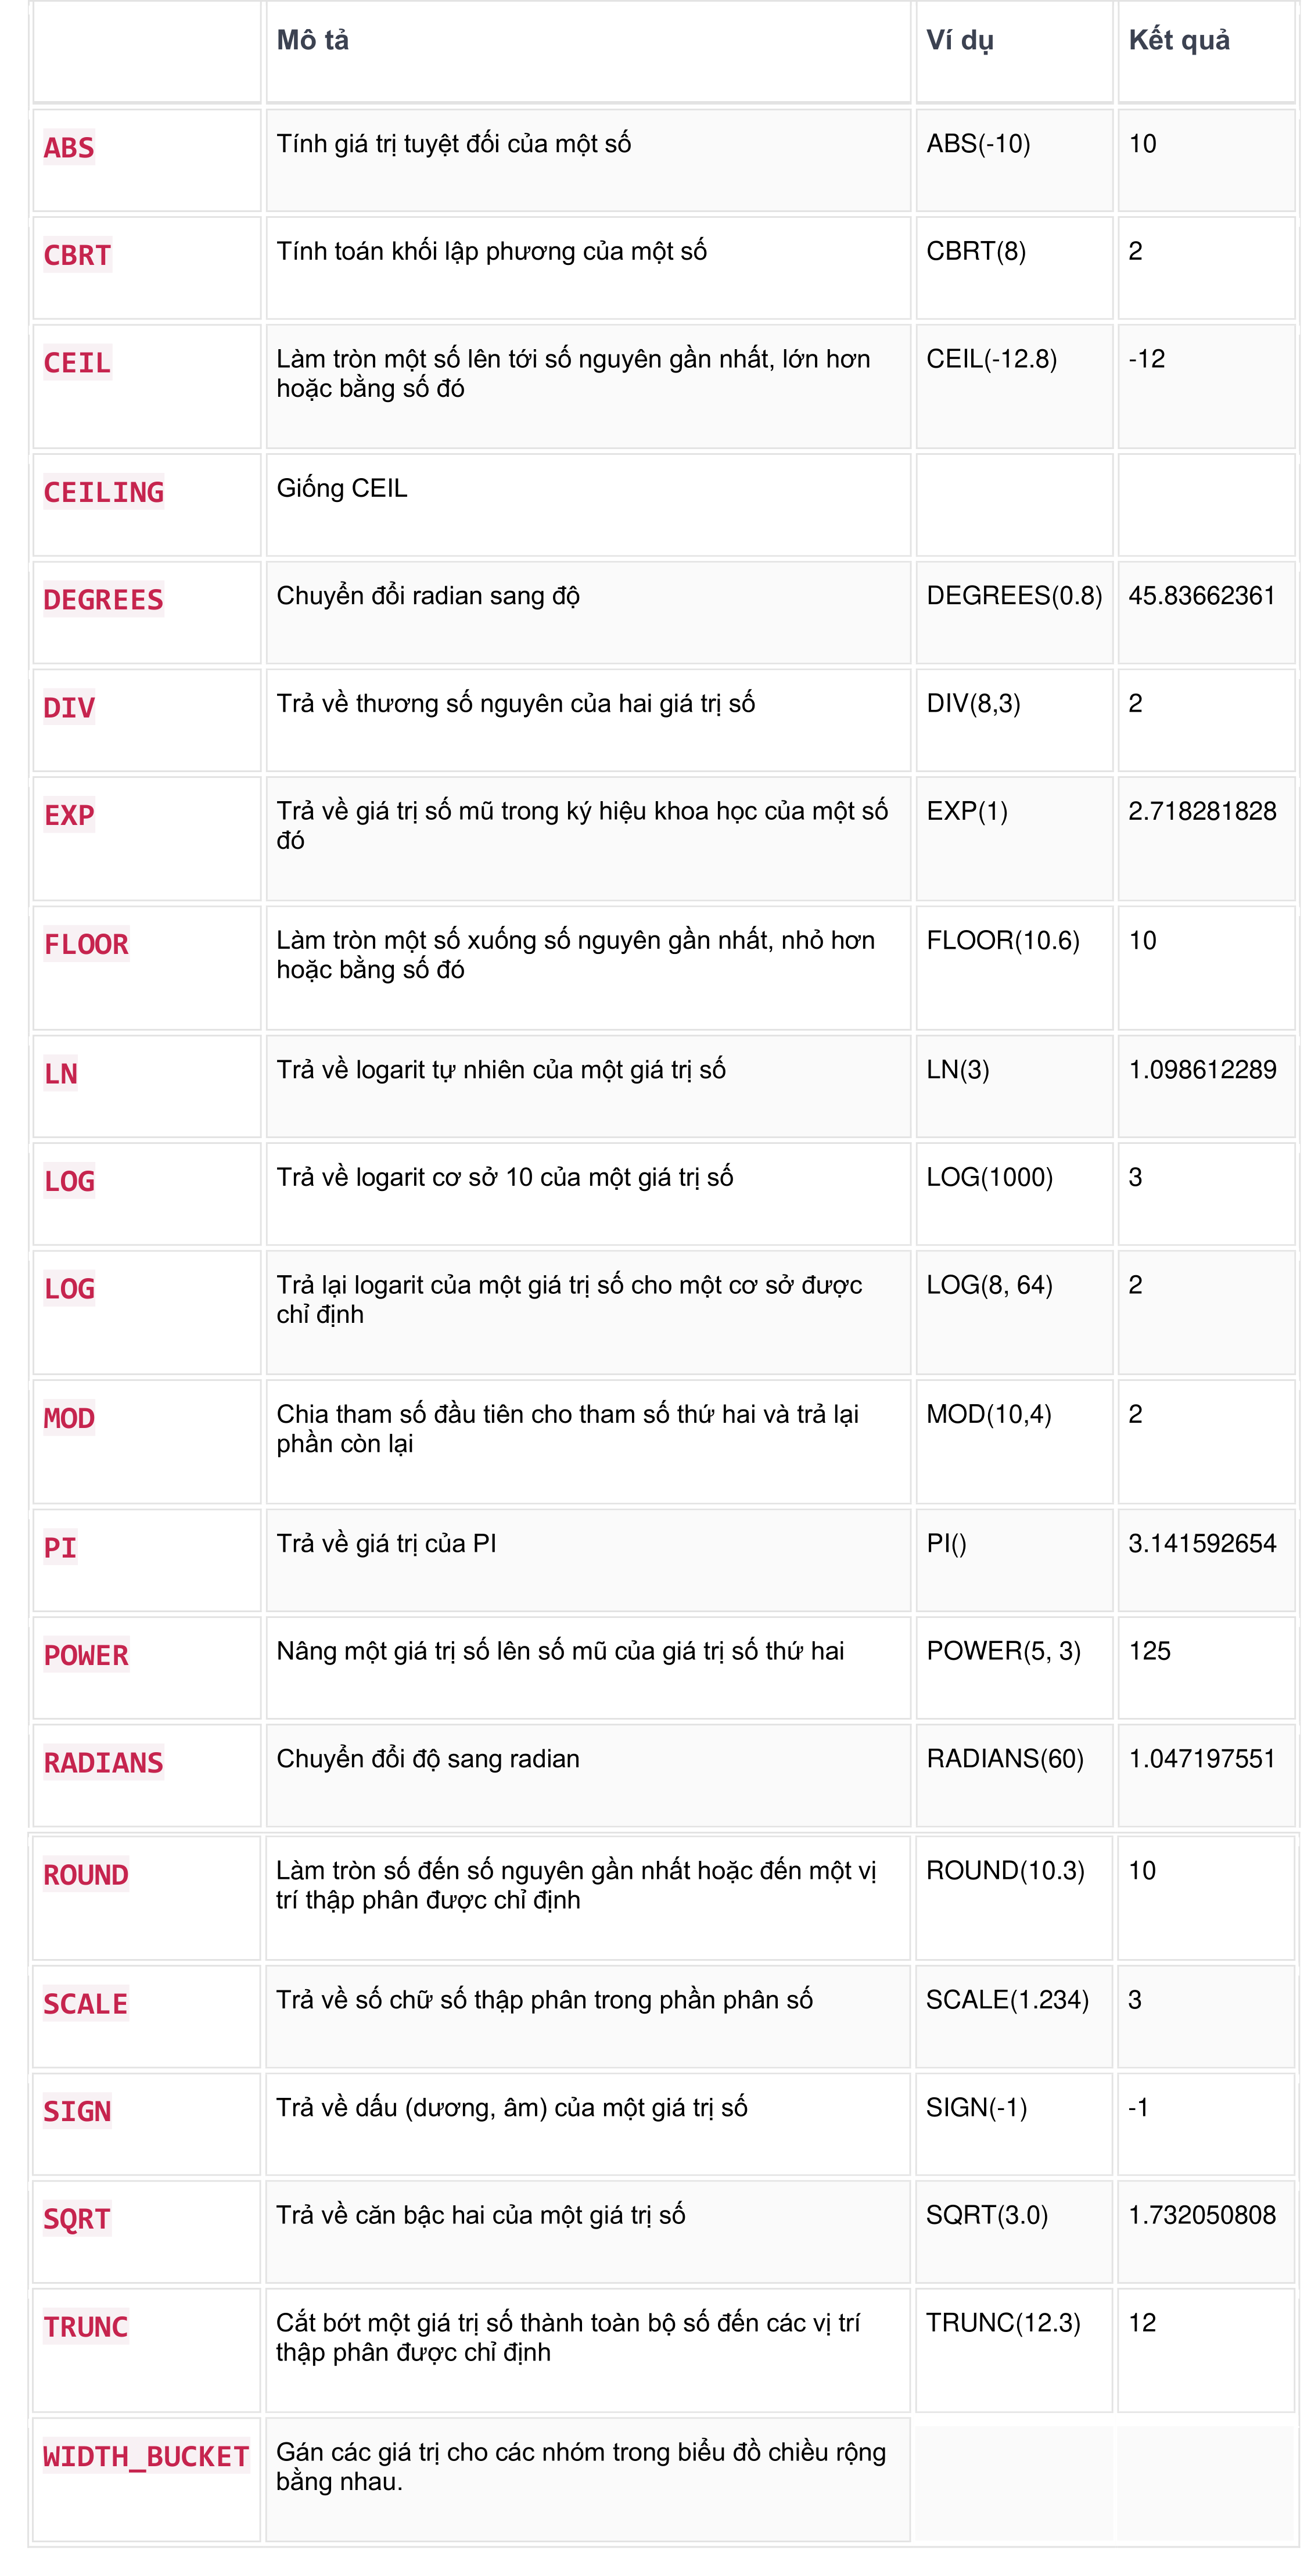 Mô tả Ví dụ Kết quả
ABS Tính giá trị tuyệt đối của một số ABS(-10) 10
CBRT Tính toán khối lập phương của một số CBRT(8) 2
CEIL Làm tròn một số lên tới số nguyên gần nhất, lớn hơn CEIL(-12.8) -12
hoặc bằng số đó
CEILING Giống CEIL
DEGREES Chuyển đổi radian sang độ DEGREES(0.8) 45.83662361
DIV Trả về thương số nguyên của hai giá trị số DIV(8,3) 2
EXP Trả về giá trị số mũ trong ký hiệu khoa học của một số EXP(1) 2.718281828
đó
FLOOR Làm tròn một số xuống số nguyên gần nhất, nhỏ hơn FLOOR(10.6) 10
hoặc bằng số đó
LN Trả về logarit tự nhiên của một giá trị số LN(3) 1.098612289
LOG Trả về logarit cơ sở 10 của một giá trị số LOG(1000) 3
LOG Trả lại logarit của một giá trị số cho một cơ sở được LOG(8, 64) 2
chỉ định
MOD Chia tham số đầu tiên cho tham số thứ hai và trả lại MOD(10,4) 2
phần còn lại
PI Trả về giá trị của PI PI() 3.141592654
POWER Nâng một giá trị số lên số mũ của giá trị số thứ hai POWER(5, 3) 125
RADIANS Chuyển đổi độ sang radian RADIANS(60) 1.047197551
ROUND Làm tròn số đến số nguyên gần nhất hoặc đến một vị ROUND(10.3) 10
trí thập phân được chỉ định
SCALE Trả về số chữ số thập phân trong phần phân số SCALE(1.234) 3
SIGN Trả về dấu (dương, âm) của một giá trị số SIGN(-1) -1
SQRT Trả về căn bậc hai của một giá trị số SQRT(3.0) 1.732050808
TRUNC Cắt bớt một giá trị số thành toàn bộ số đến các vị trí TRUNC(12.3) 12
thập phân được chỉ định
WIDTH_BUCKET Gán các giá trị cho các nhóm trong biểu đồ chiều rộng
bằng nhau.